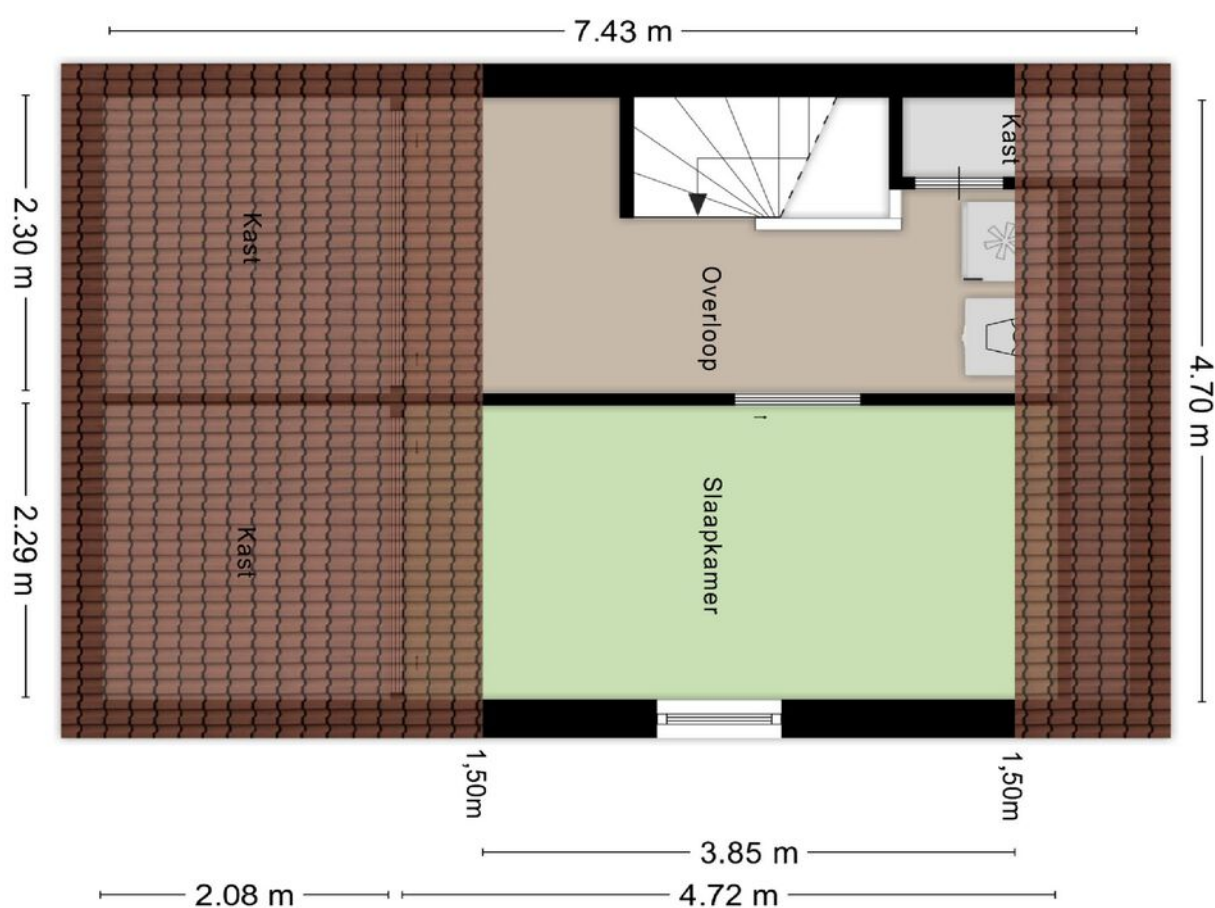 7.43 m
Kast
Kast
2.30 m
Overloop
4.70 m
Slaapkamer
2.29 m
Kast
1,50m
1,50m
3.85 m
2.08 m
4.72 m